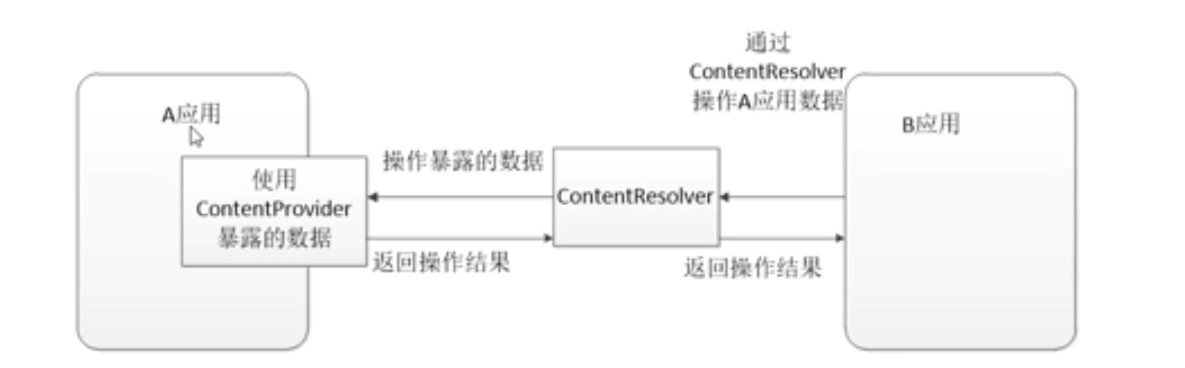 A应用
使用
ContentProvider
暴露的数据
操作暴露的数据
返回操作结果
ContentResolver
通过
ContentResolver
操作A应用数据
返回操作结果
B应用